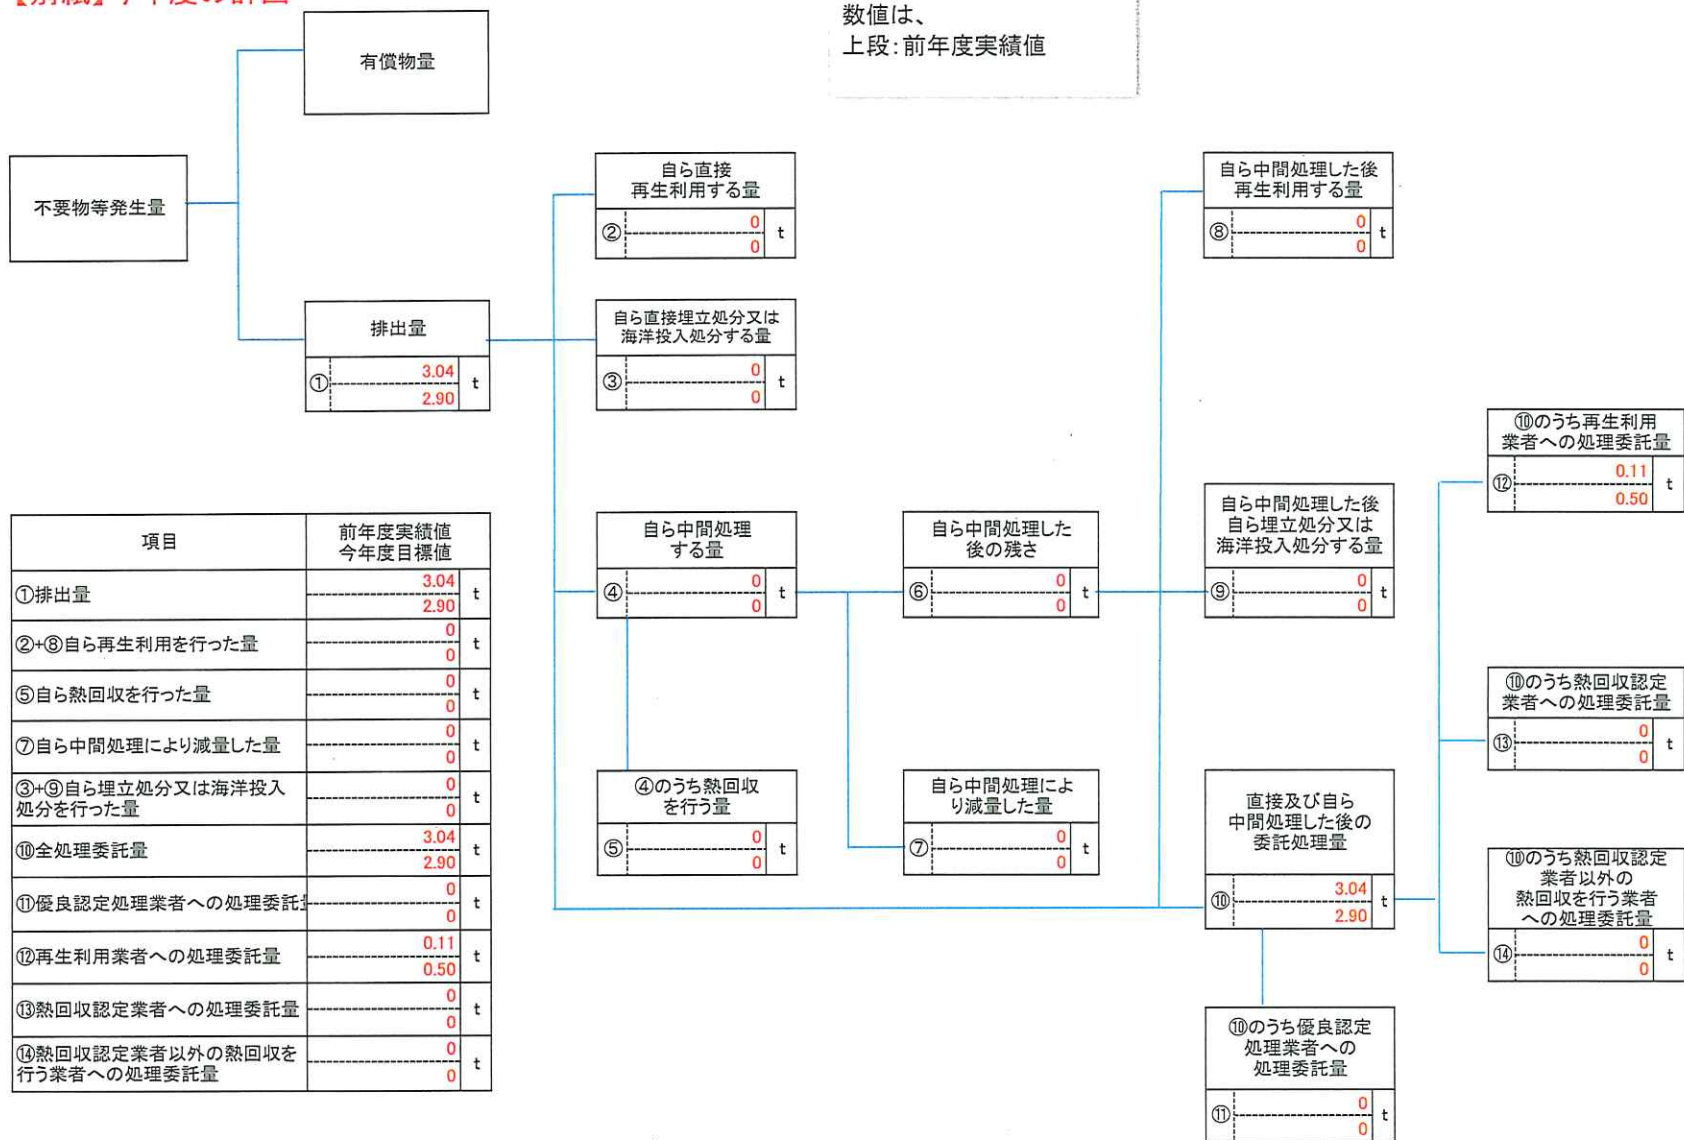 【別紙】今年度の計画
数値は、
上段:前年度実績値
有償物量
不要物等発生量
排出量
① 3.04 t
2.90
自ら直接
再生利用する量
② 0 t
0
自ら直接埋立処分又は
海洋投入処分する量
③ 0 t
0
自ら中間処理
する量
④ 0 t
0
④のうち熱回収
を行う量
⑤ 0 t
0
自ら中間処理した
後の残さ
⑥ 0 t
0
自ら中間処理によ
り減量した量
⑦ 0 t
0
自ら中間処理した後
再生利用する量
⑧ 0 t
0
自ら中間処理した後
自ら埋立処分又は
海洋投入処分する量
⑨ 0 t
0
直接及び自ら
中間処理した後の
委託処理量
⑩ 3.04 t
2.90
⑩のうち優良認定
処理業者への
処理委託量
⑪ 0 t
0
⑩のうち再生利用
業者への処理委託量
⑫ 0.11 t
0.50
⑩のうち熱回収認定
業者への処理委託量
⑬ 0 t
0
⑩のうち熱回収認定
業者以外の
熱回収を行う業者
への処理委託量
⑭ 0 t
0
項目 前年度実績値
今年度目標値
①排出量 3.04 t
2.90
②+⑧自ら再生利用を行った量 0 t
0
⑤自ら熱回収を行った量 0 t
0
⑦自ら中間処理により減量した量 0 t
0
③+⑨自ら埋立処分又は海洋投入
処分を行った量 0 t
0
⑩全処理委託量 3.04 t
2.90
⑪優良認定処理業者への処理委託 0 t
0
⑫再生利用業者への処理委託量 0.11 t
0.50
⑬熱回収認定業者への処理委託量 0 t
0
⑭熱回収認定業者以外の熱回収を
行う業者への処理委託量 0 t
0